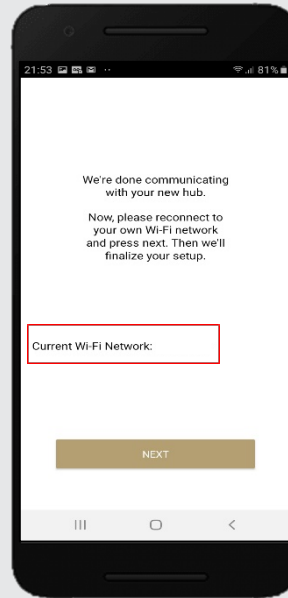 21:53 81%
We're done communicating
with your new hub.
Now, please reconnect to
your own Wi-Fi network
and press next. Then we'll
finalize your setup.
Current Wi-Fi Network:
NEXT